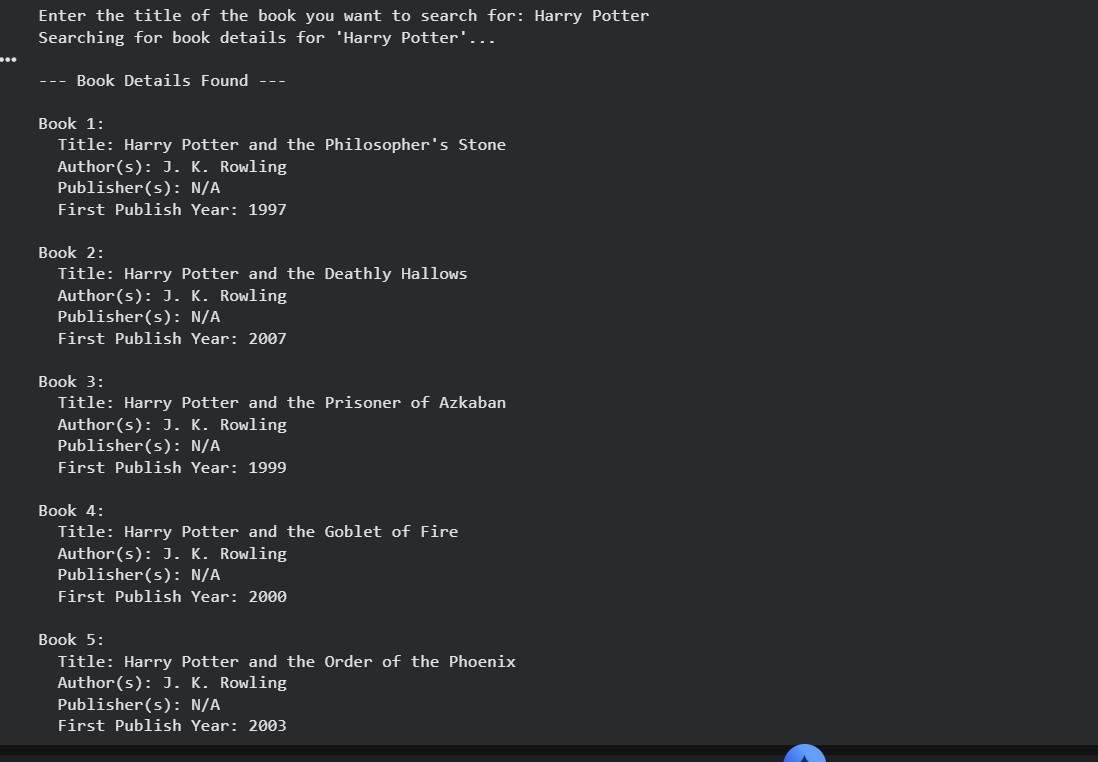 Enter the title of the book you want to search for: Harry Potter
Searching for book details for 'Harry Potter'...
--- Book Details Found ---
Book 1:
Title: Harry Potter and the Philosopher's Stone
Author(s): J. K. Rowling
Publisher(s): N/A
First Publish Year: 1997
Book 2:
Title: Harry Potter and the Deathly Hallows
Author(s): J. K. Rowling
Publisher(s): N/A
First Publish Year: 2007
Book 3:
Title: Harry Potter and the Prisoner of Azkaban
Author(s): J. K. Rowling
Publisher(s): N/A
First Publish Year: 1999
Book 4:
Title: Harry Potter and the Goblet of Fire
Author(s): J. K. Rowling
Publisher(s): N/A
First Publish Year: 2000
Book 5:
Title: Harry Potter and the Order of the Phoenix
Author(s): J. K. Rowling
Publisher(s): N/A
First Publish Year: 2003